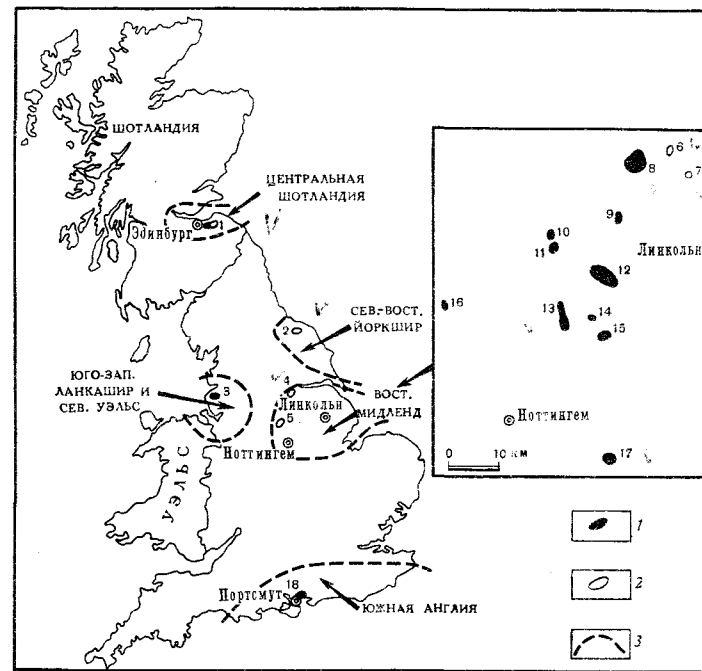 ШОТЛАНДИЯ
ЦЕНТРАЛЬНАЯ
ШОТЛАНДИЯ
Эдинбург
1
СЕВ.-ВОСТ.
ЙОРКШИР
2
ЮГО-ЗАП.
ЛАНКАШИР И
СЕВ. УЭЛЬС
3
4
ВОСТ.
МИДЛЕНД
Линкольн
5
Ноттингем
УЭЛЬС
Портсмут
18
ЮЖНАЯ АНГЛИЯ
6
7
8
9
10
11
Линкольн
12
13
14
15
16
Ноттингем
17
0 10 км
1
2
3